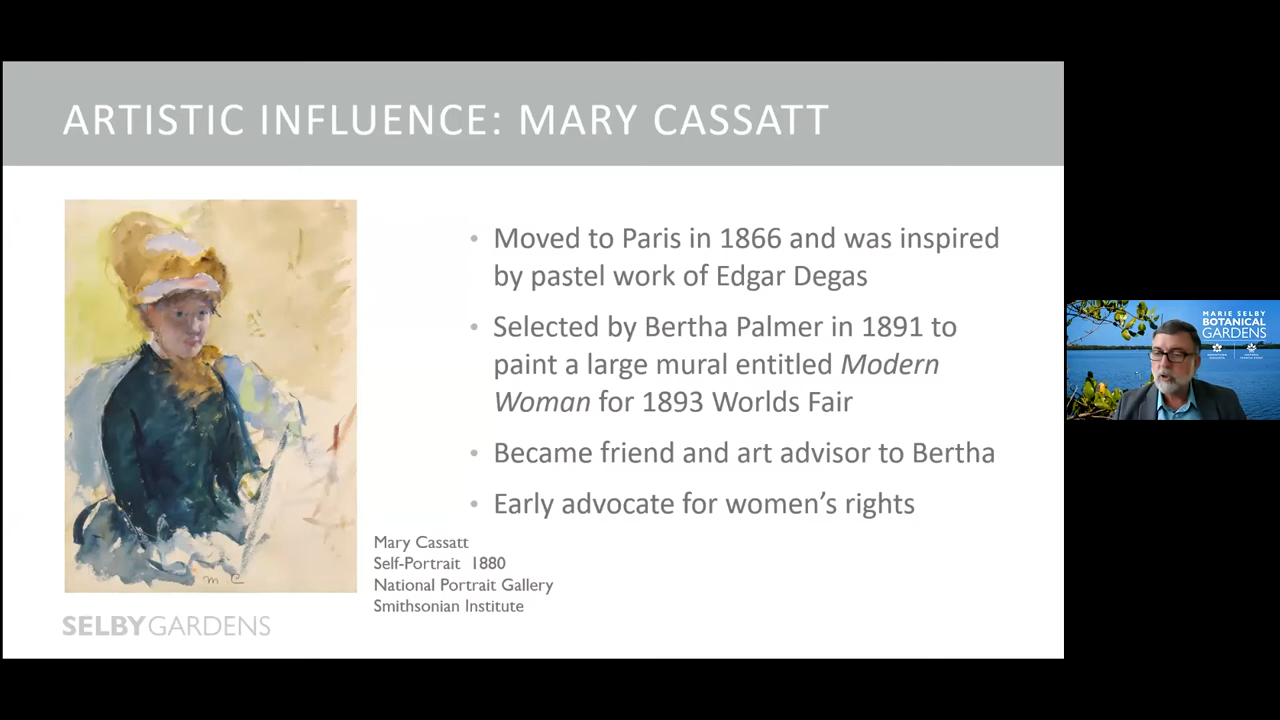 ARTISTIC INFLUENCE: MARY CASSATT
• Moved to Paris in 1866 and was inspired
by pastel work of Edgar Degas
• Selected by Bertha Palmer in 1891 to
paint a large mural entitled Modern
Woman for 1893 Worlds Fair
• Became friend and art advisor to Bertha
• Early advocate for women’s rights
m C
Mary Cassatt
Self-Portrait 1880
National Portrait Gallery
Smithsonian Institute
SELBYGARDENS
MARIE SELBY
BOTANICAL
GARDENS